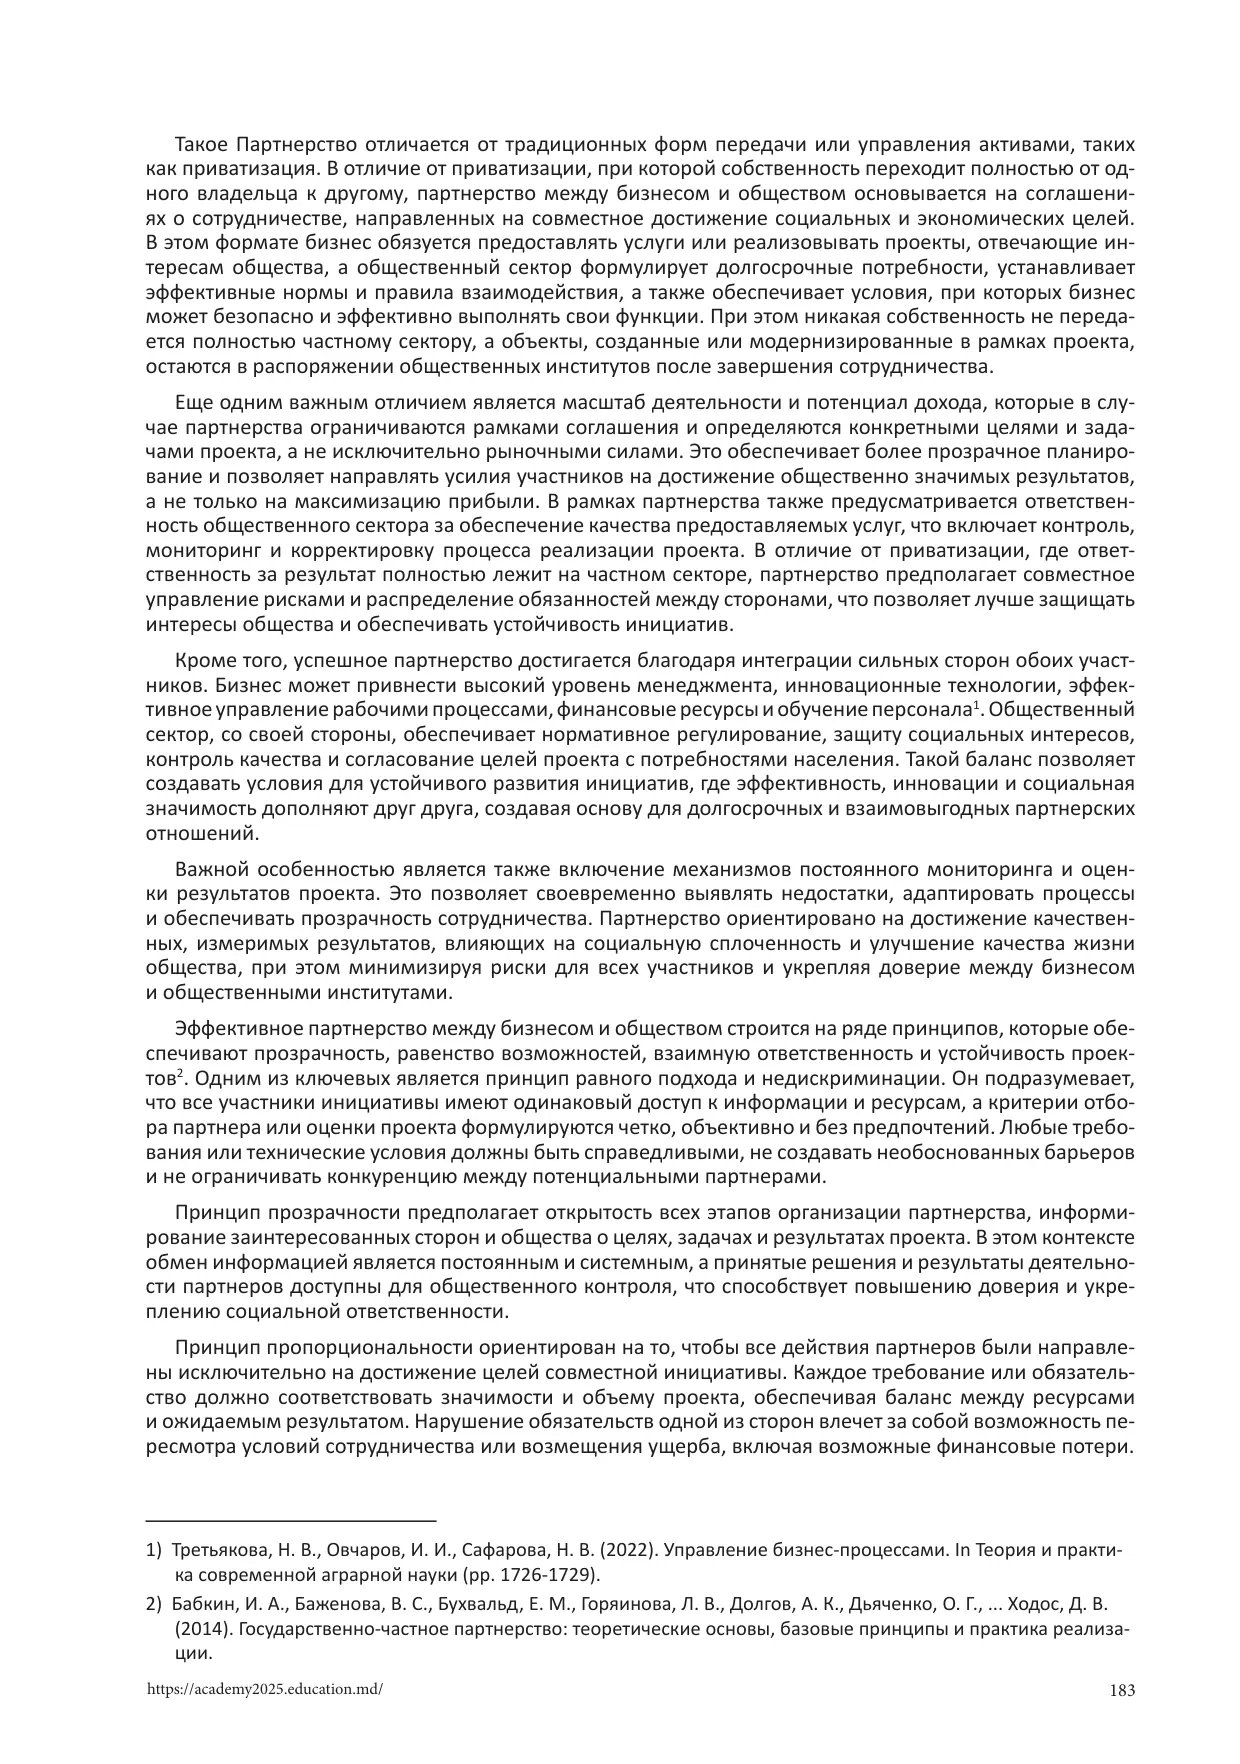 Такое Партнерство отличается от традиционных форм передачи или управления активами, таких
как приватизация. В отличие от приватизации, при которой собственность переходит полностью от од-
ного владельца к другому, партнерство между бизнесом и обществом основывается на соглашени-
ях о сотрудничестве, направленных на совместное достижение социальных и экономических целей.
В этом формате бизнес обязуется предоставлять услуги или реализовывать проекты, отвечающие ин-
тересам общества, а общественный сектор формулирует долгосрочные потребности, устанавливает
эффективные нормы и правила взаимодействия, а также обеспечивает условия, при которых бизнес
может безопасно и эффективно выполнять свои функции. При этом никакая собственность не переда-
ется полностью частному сектору, а объекты, созданные или модернизированные в рамках проекта,
остаются в распоряжении общественных институтов после завершения сотрудничества.
Еще одним важным отличием является масштаб деятельности и потенциал дохода, которые в слу-
чае партнерства ограничиваются рамками соглашения и определяются конкретными целями и зада-
чами проекта, а не исключительно рыночными силами. Это обеспечивает более прозрачное планиро-
вание и позволяет направлять усилия участников на достижение общественно значимых результатов,
а не только на максимизацию прибыли. В рамках партнерства также предусматривается ответствен-
ность общественного сектора за обеспечение качества предоставляемых услуг, что включает контроль,
мониторинг и корректировку процесса реализации проекта. В отличие от приватизации, где ответ-
ственность за результат полностью лежит на частном секторе, партнерство предполагает совместное
управление рисками и распределение обязанностей между сторонами, что позволяет лучше защищать
интересы общества и обеспечивать устойчивость инициатив.
Кроме того, успешное партнерство достигается благодаря интеграции сильных сторон обоих участ-
ников. Бизнес может привнести высокий уровень менеджмента, инновационные технологии, эффек-
тивное управление рабочими процессами, финансовые ресурсы и обучение персонала¹. Общественный
сектор, со своей стороны, обеспечивает нормативное регулирование, защиту социальных интересов,
контроль качества и согласование целей проекта с потребностями населения. Такой баланс позволяет
создавать условия для устойчивого развития инициатив, где эффективность, инновации и социальная
значимость дополняют друг друга, создавая основу для долгосрочных и взаимовыгодных партнерских
отношений.
Важной особенностью является также включение механизмов постоянного мониторинга и оцен-
ки результатов проекта. Это позволяет своевременно выявлять недостатки, адаптировать процессы
и обеспечивать прозрачность сотрудничества. Партнерство ориентировано на достижение качествен-
ных, измеримых результатов, влияющих на социальную сплоченность и улучшение качества жизни
общества, при этом минимизируя риски для всех участников и укрепляя доверие между бизнесом
и общественными институтами.
Эффективное партнерство между бизнесом и обществом строится на ряде принципов, которые обе-
спечивают прозрачность, равенство возможностей, взаимную ответственность и устойчивость проек-
тов². Одним из ключевых является принцип равного подхода и недискриминации. Он подразумевает,
что все участники инициативы имеют одинаковый доступ к информации и ресурсам, а критерии отбо-
ра партнера или оценки проекта формулируются четко, объективно и без предпочтений. Любые требо-
вания или технические условия должны быть справедливыми, не создавать необоснованных барьеров
и не ограничивать конкуренцию между потенциальными партнерами.
Принцип прозрачности предполагает открытость всех этапов организации партнерства, информи-
рование заинтересованных сторон и общества о целях, задачах и результатах проекта. В этом контексте
обмен информацией является постоянным и системным, а принятые решения и результаты деятельно-
сти партнеров доступны для общественного контроля, что способствует повышению доверия и укре-
плению социальной ответственности.
Принцип пропорциональности ориентирован на то, чтобы все действия партнеров были направле-
ны исключительно на достижение целей совместной инициативы. Каждое требование или обязатель-
ство должно соответствовать значимости и объему проекта, обеспечивая баланс между ресурсами
и ожидаемым результатом. Нарушение обязательств одной из сторон влечет за собой возможность пе-
ресмотра условий сотрудничества или возмещения ущерба, включая возможные финансовые потери.
1) Третьякова, Н. В., Овчаров, И. И., Сафарова, Н. В. (2022). Управление бизнес-процессами. In Теория и практи-
ка современной аграрной науки (pp. 1726-1729).
2) Бабкин, И. А., Баженова, В. С., Бухвальд, Е. М., Горяинова, Л. В., Долгов, А. К., Дьяченко, О. Г., ... Ходос, Д. В.
(2014). Государственно-частное партнерство: теоретические основы, базовые принципы и практика реализа-
ции.
https://academy2025.education.md/
183